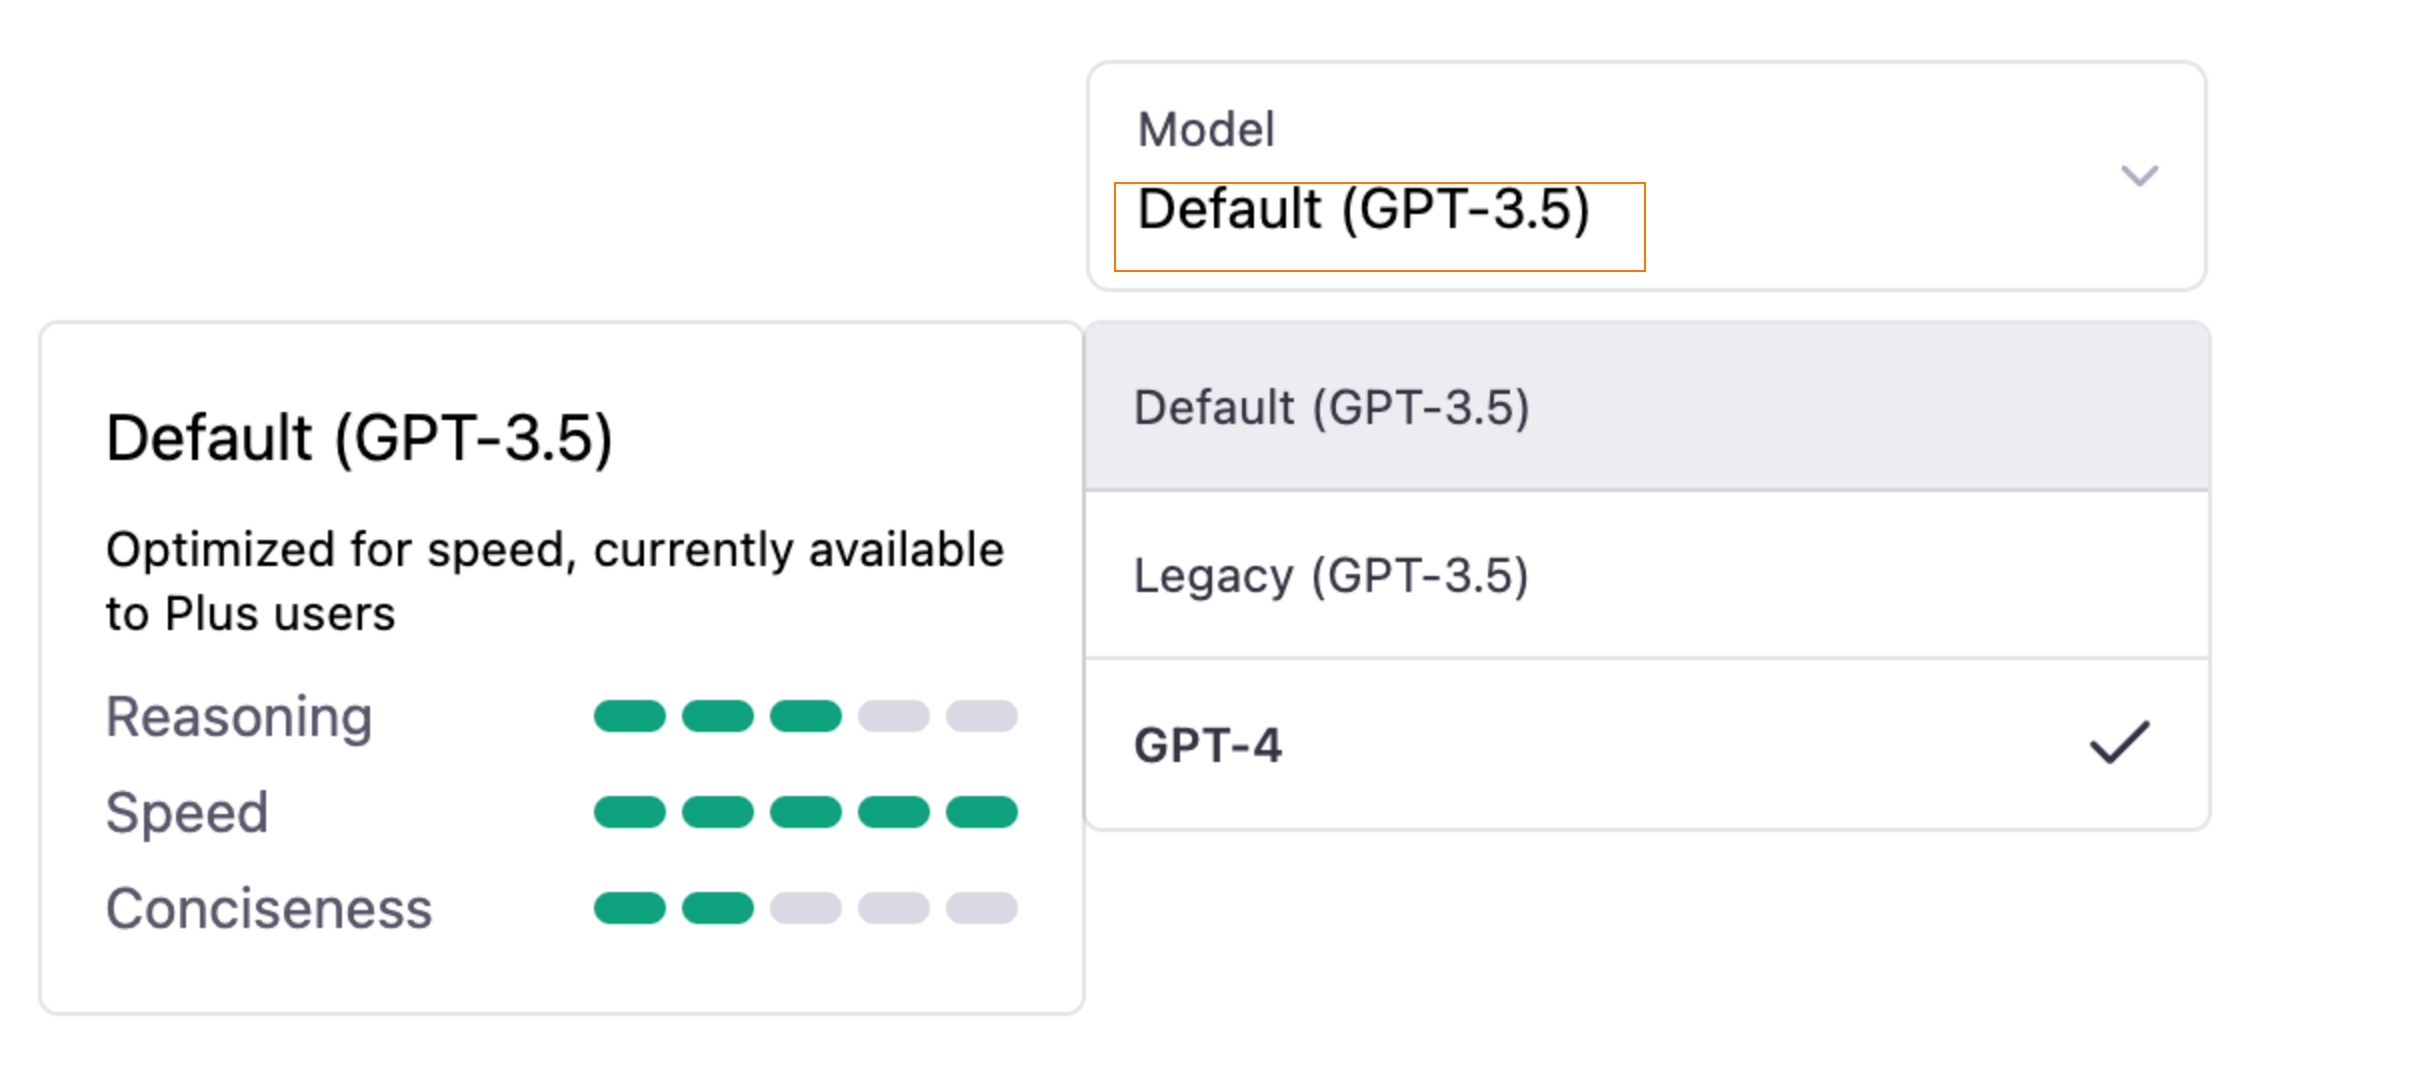 Model
Default (GPT-3.5)
Default (GPT-3.5)
Optimized for speed, currently available
to Plus users
Reasoning
Speed
Conciseness
Default (GPT-3.5)
Legacy (GPT-3.5)
GPT-4